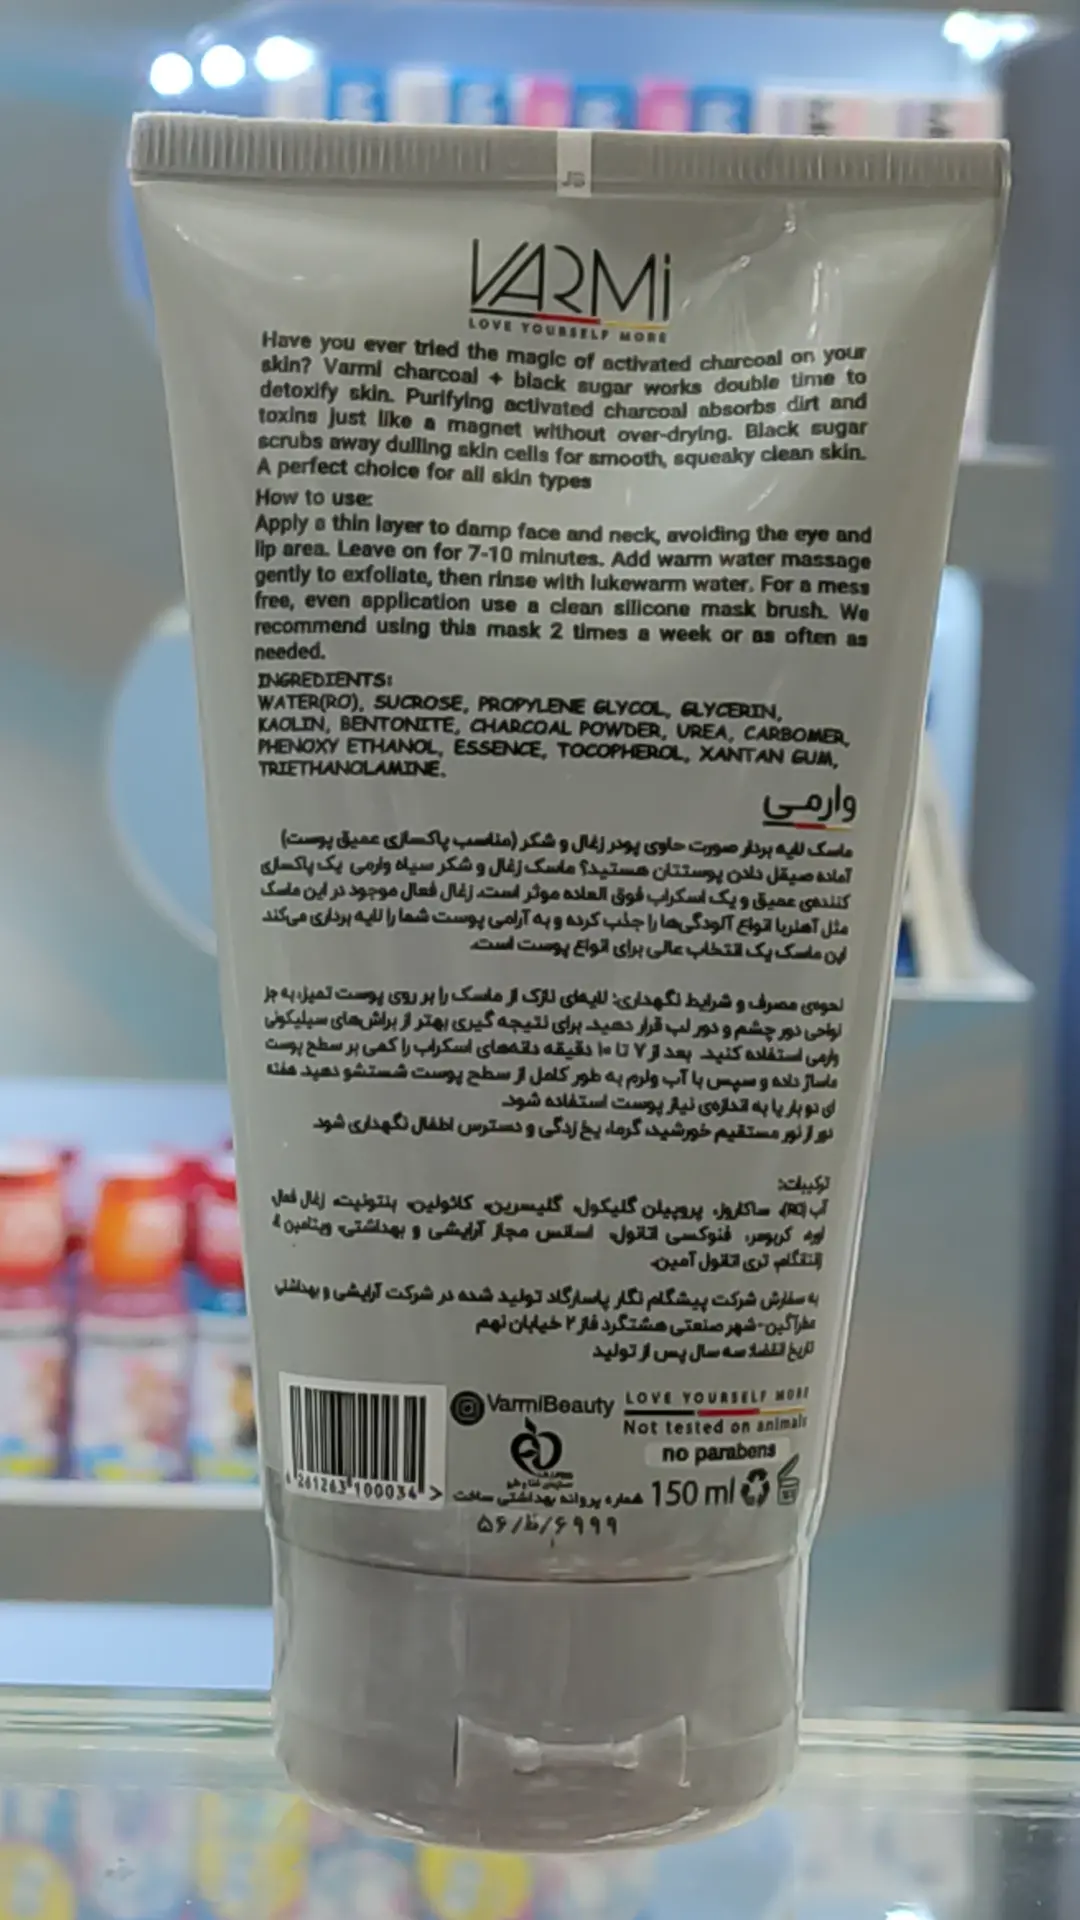 VARMi
LOVE YOURSELF MORE
Have you ever tried the magic of activated charcoal on your
skin? Varmi charcoal + black sugar works double time to
detoxify skin. Purifying activated charcoal absorbs dirt and
toxins just like a magnet without over-drying. Black sugar
scrubs away dulling skin cells for smooth, squeaky clean skin.
A perfect choice for all skin types
How to use:
Apply a thin layer to damp face and neck, avoiding the eye and
lip area. Leave on for 7-10 minutes. Add warm water massage
gently to exfoliate, then rinse with lukewarm water. For a mess
free, even application use a clean silicone mask brush. We
recommend using this mask 2 times a week or as often as
needed.
INGREDIENTS:
WATER(RO), SUCROSE, PROPYLENE GLYCOL, GLYCERIN,
KAOLIN, BENTONITE, CHARCOAL POWDER, UREA, CARBOMER,
PHENOXY ETHANOL, ESSENCE, TOCOPHEROL, XANTAN GUM,
TRIETHANOLAMINE.
وارمی
ماسک لایه بردار صورت حاوی پودر زغال و شکر (مناسب پاکسازی عمیق پوست)
آماده صیقل دادن پوستتان هستید؟ ماسک زغال و شکر سیاه وارمی یک پاکسازی
کننده‌ی عمیق و یک اسکراب فوق العاده موثر است. زغال فعال موجود در این ماسک
مثل آهنربا انواع آلودگی‌ها را جذب کرده و به آرامی پوست شما را لایه برداری می‌کند.
این ماسک یک انتخاب عالی برای انواع پوست است.
نحوه‌ی مصرف و شرایط نگهداری: لایه‌ای نازک از ماسک را بر روی پوست تمیز، به جز
نواحی دور چشم و دور لب قرار دهید. برای نتیجه گیری بهتر از براش‌های سیلیکونی
وارمی استفاده کنید. بعد از ۷ تا ۱۰ دقیقه دانه‌های اسکراب را کمی بر سطح پوست
ماساژ داده و سپس با آب ولرم به طور کامل از سطح پوست شستشو دهید. هفته
ای دو بار یا به اندازه‌ی نیاز پوست استفاده شود.
دور از نور مستقیم خورشید، گرما، یخ زدگی و دسترس اطفال نگهداری شود.
ترکیبات:
آب (RO)، ساکاروز، پروپیلن گلیکول، گلیسرین، کائولین، بنتونیت، زغال فعال،
اوره، کربومر، فنوکسی اتانول، اسانس مجاز آرایشی و بهداشتی، ویتامین E،
زانتانگام، تری اتانول آمین.
به سفارش شرکت پیشگام نگار پاسارگاد تولید شده در شرکت آرایشی و بهداشتی
عطرآگین-شهر صنعتی هشتگرد فاز ۲ خیابان نهم
تاریخ انقضا: سه سال پس از تولید
VarmiBeauty
LOVE YOURSELF MORE
Not tested on animals
no parabens
150 ml
6 261263 100034 >
شماره پروانه بهداشتی ساخت
۵۶/ظ/۶۹۹۹